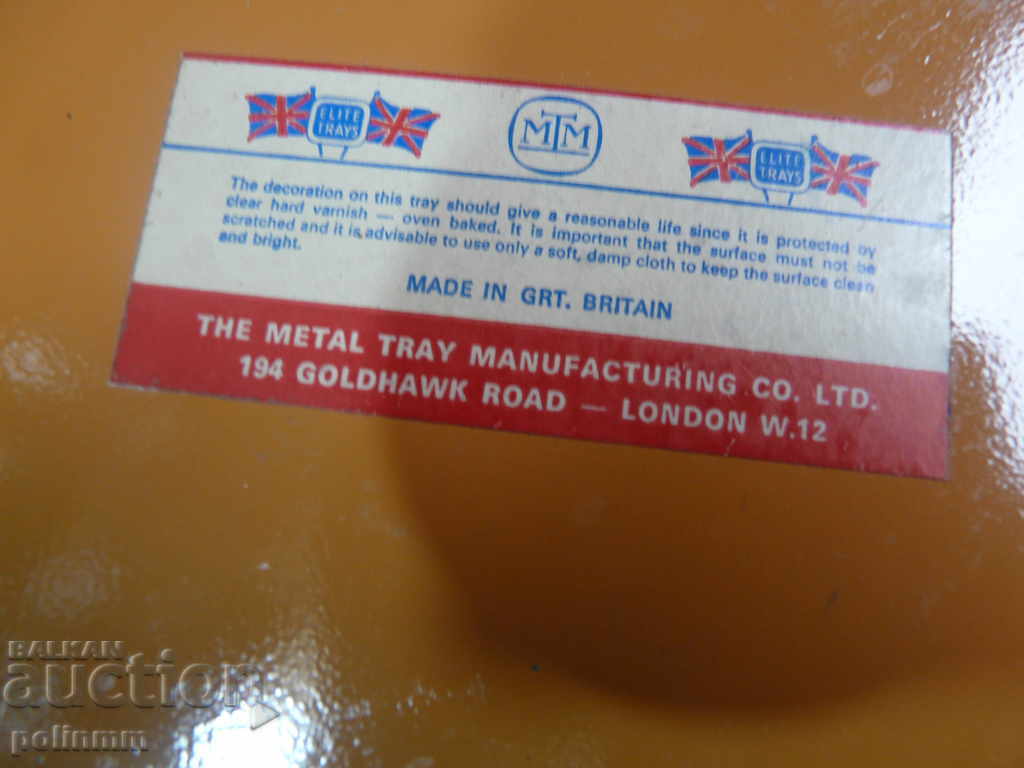 ELITE
TRAYS
MTM
ELITE
TRAYS
The decoration on this tray should give a reasonable life since it is protected by
clear hard varnish — oven baked. It is important that the surface must not be
scratched and it is advisable to use only a soft, damp cloth to keep the surface clean
and bright.
MADE IN GRT. BRITAIN
THE METAL TRAY MANUFACTURING CO. LTD.
194 GOLDHAWK ROAD — LONDON W.12
BALKAN
auction
polinmm